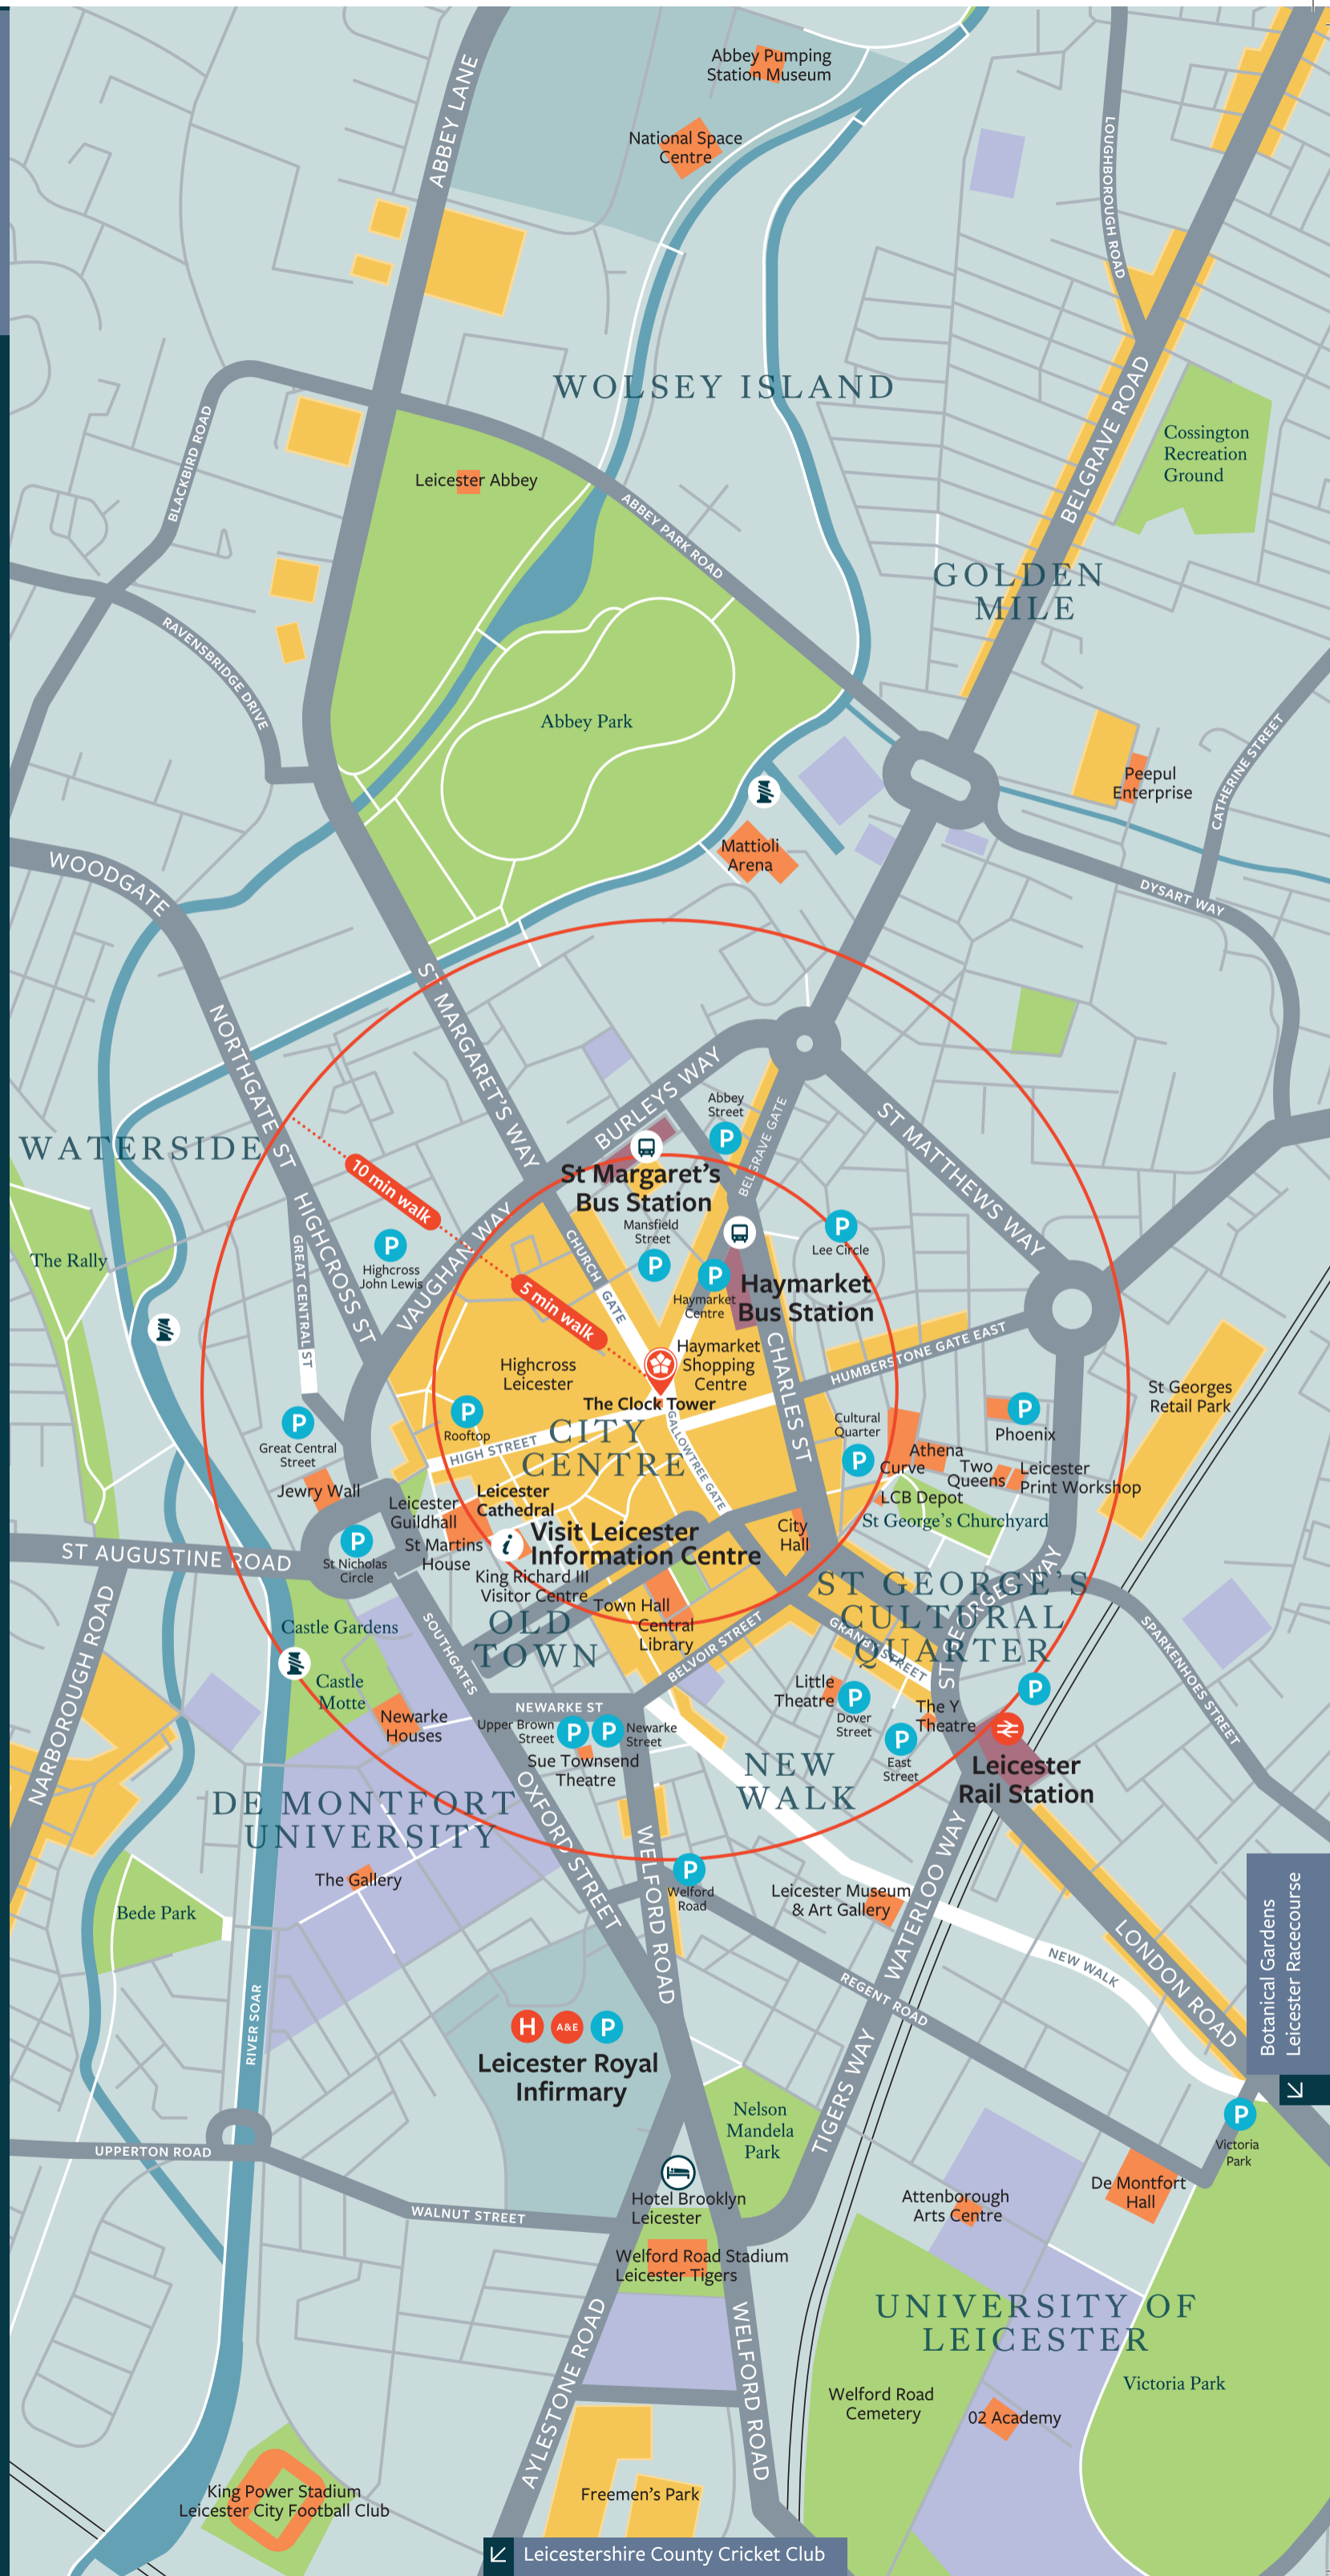 Abbey Pumping
Station Museum
ABBEY LANE
National Space
Centre
LOUGHBOROUGH ROAD
WOLSEY ISLAND
BELGRAVE ROAD
Cossington
Recreation
Ground
BLACKBIRD ROAD
Leicester Abbey
ABBEY PARK ROAD
GOLDEN
MILE
RAVENSBRIDGE DRIVE
Abbey Park
CATHERINE STREET
Peepul
Enterprise
Mattioli
Arena
WOODGATE
DYSART WAY
ST MARGARET'S WAY
NORTHGATE ST
BURLEYS WAY
Abbey
Street
P
BELGRAVE GATE
ST MATTHEWS WAY
WATERSIDE
10 min walk
St Margaret's
Bus Station
Mansfield
Street
P
P
Lee Circle
HIGHCROSS ST
GREAT CENTRAL ST
P
Highcross
John Lewis
VAUGHAN WAY
CHURCH GATE
The Rally
P
Haymarket
Centre
Haymarket
Bus Station
5 min walk
CHARLES ST
HUMBERSTONE GATE EAST
Haymarket
Shopping
Centre
Highcross
Leicester
The Clock Tower
St Georges
Retail Park
P
Rooftop
CITY
CENTRE
HIGH STREET
GALLOWTREE GATE
Cultural
Quarter
P
P
Phoenix
P
Great Central
Street
Athena
Curve
Two
Queens
Leicester
Print Workshop
LCB Depot
St George's Churchyard
Jewry Wall
Leicester
Guildhall
Leicester
Cathedral
St Martins
House
i
Visit Leicester
Information Centre
City
Hall
P
St Nicholas
Circle
ST AUGUSTINE ROAD
King Richard III
Visitor Centre
Town Hall
Central
Library
ST GEORGE'S
CULTURAL
QUARTER
ST GEORGES WAY
NARBOROUGH ROAD
Castle Gardens
SOUTHGATES
OLD
TOWN
BELVOIR STREET
GRANBY STREET
SPARKENHOE STREET
Castle
Motte
Newarke
Houses
NEWARKE ST
Upper Brown
Street
P
P
Newarke
Street
Sue Townsend
Theatre
Little
Theatre
P
Dover
Street
The Y
Theatre
P
P
East
Street
Leicester
Rail Station
NEW
WALK
DE MONTFORT
UNIVERSITY
OXFORD STREET
WELFORD ROAD
The Gallery
P
Welford
Road
Leicester Museum
& Art Gallery
WATERLOO WAY
LONDON ROAD
NEW WALK
Botanical Gardens
Leicester Racecourse
Bede Park
RIVER SOAR
REGENT ROAD
H
A&E
P
Leicester Royal
Infirmary
Nelson
Mandela
Park
TIGERS WAY
P
Victoria
Park
UPPERTON ROAD
WALNUT STREET
Hotel Brooklyn
Leicester
De Montfort
Hall
Attenborough
Arts Centre
Welford Road Stadium
Leicester Tigers
UNIVERSITY OF
LEICESTER
AYLESTONE ROAD
WELFORD ROAD
Victoria Park
Welford Road
Cemetery
02 Academy
King Power Stadium
Leicester City Football Club
Freemen's Park
Leicestershire County Cricket Club